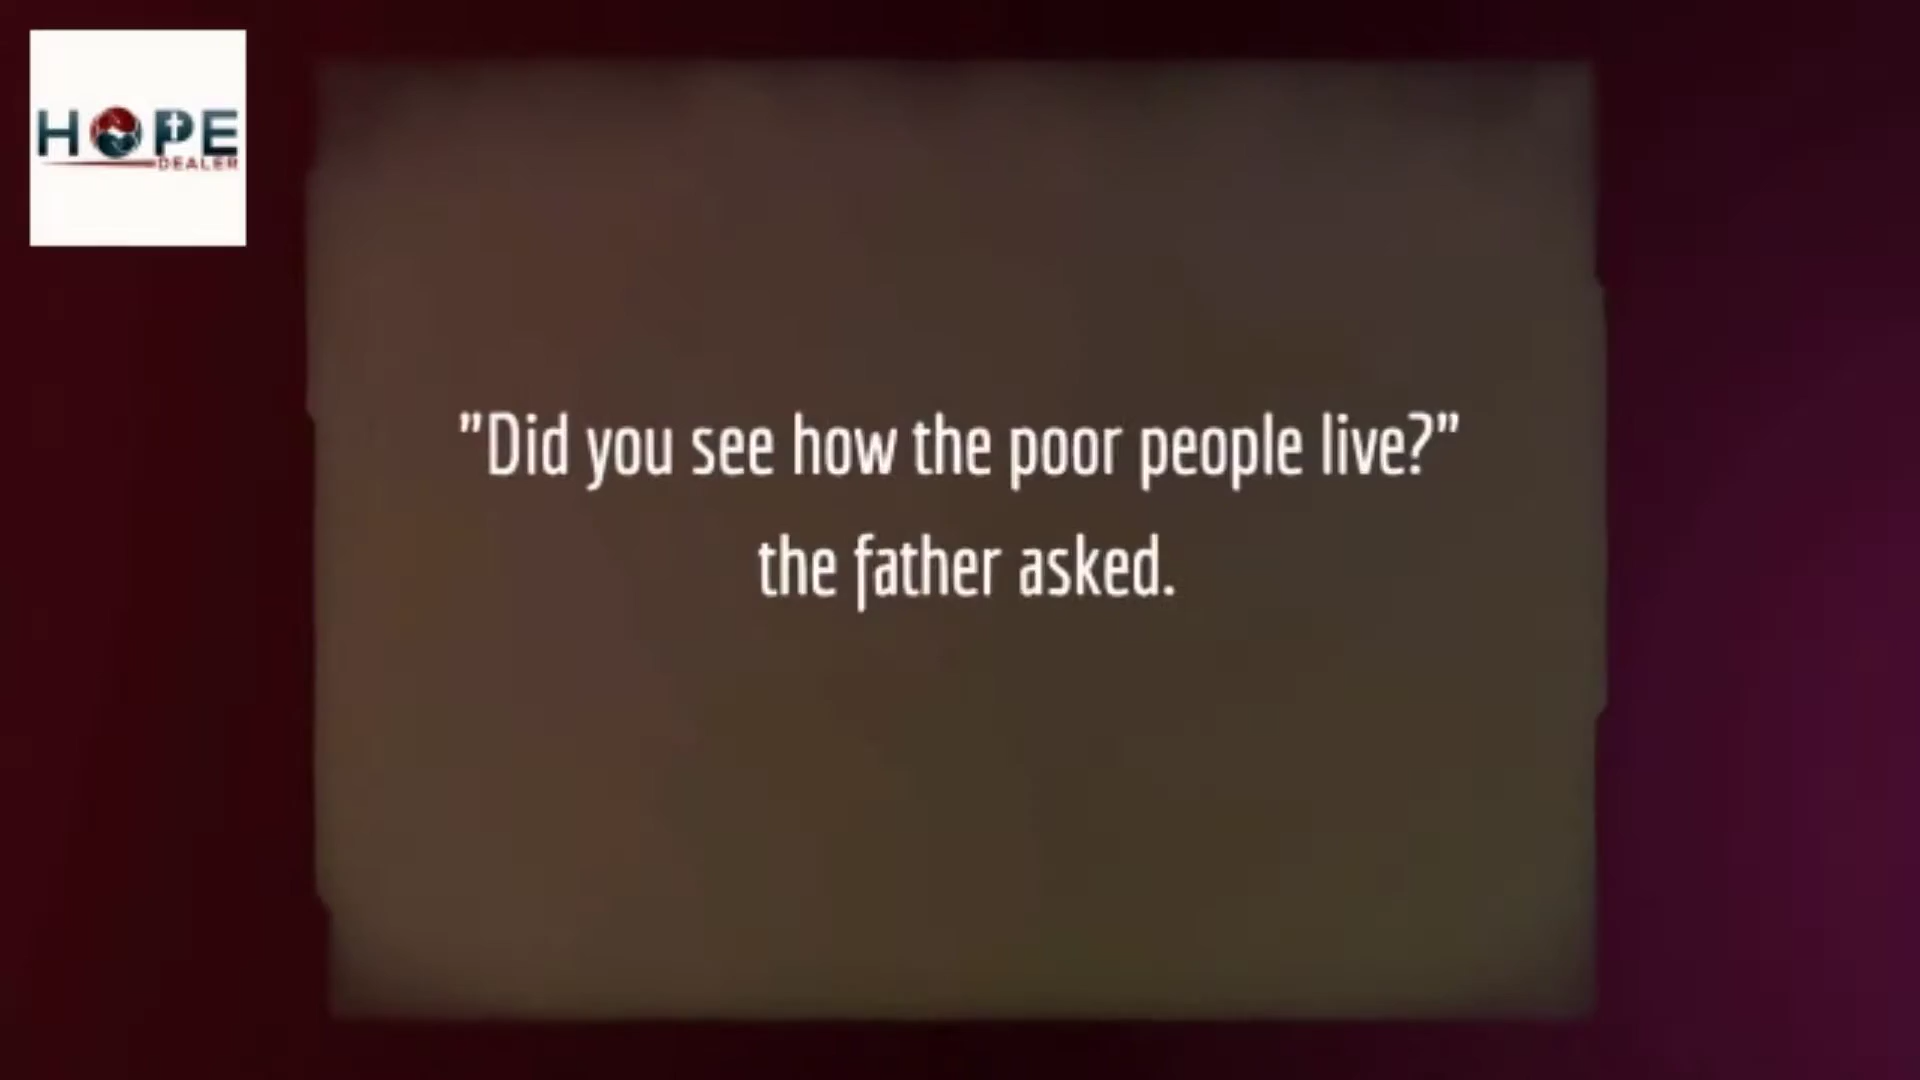 HOPE
DEALER
"Did you see how the poor people live?"
the father asked.